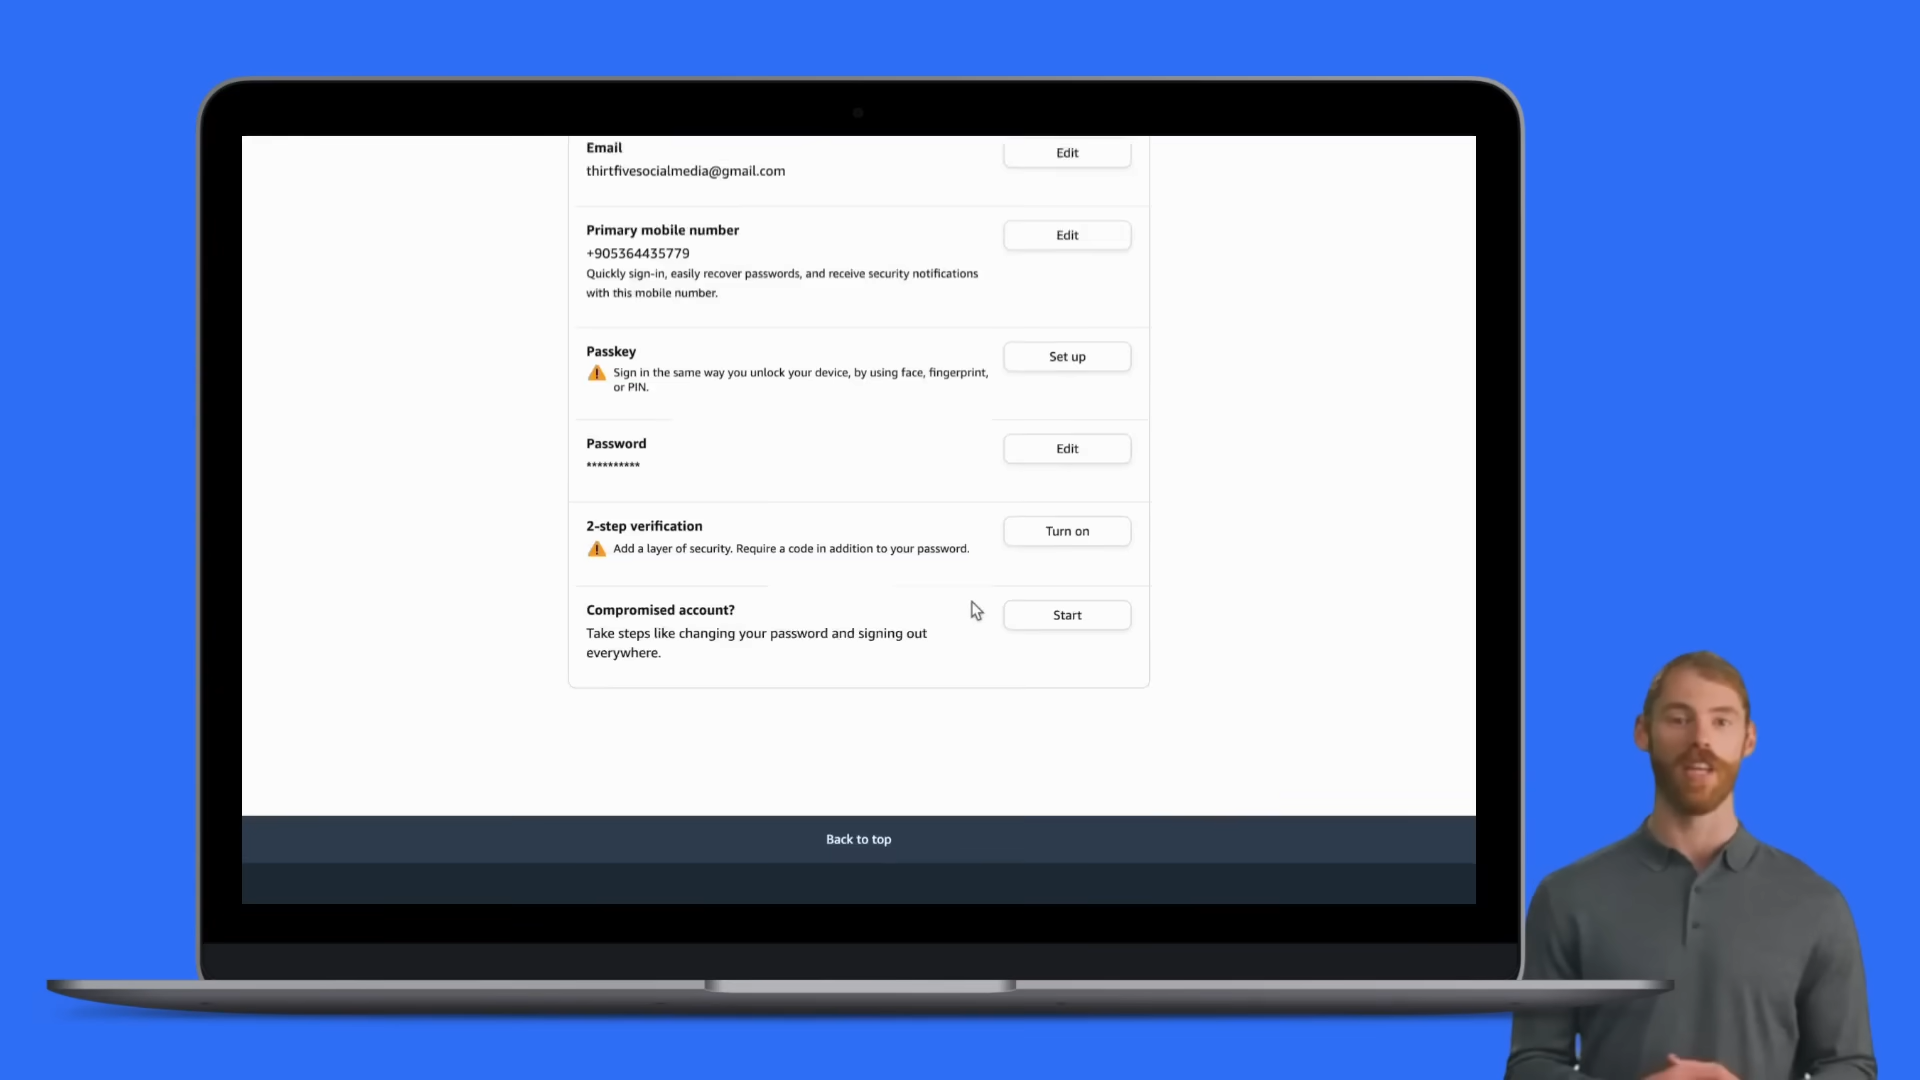 Email
Edit
thirtfivesocialmedia@gmail.com
Primary mobile number
Edit
+905364435779
Quickly sign-in, easily recover passwords, and receive security notifications
with this mobile number.
Passkey
Set up
Sign in the same way you unlock your device, by using face, fingerprint,
or PIN.
Password
Edit
**********
2-step verification
Turn on
Add a layer of security. Require a code in addition to your password.
Compromised account?
Start
Take steps like changing your password and signing out
everywhere.
Back to top